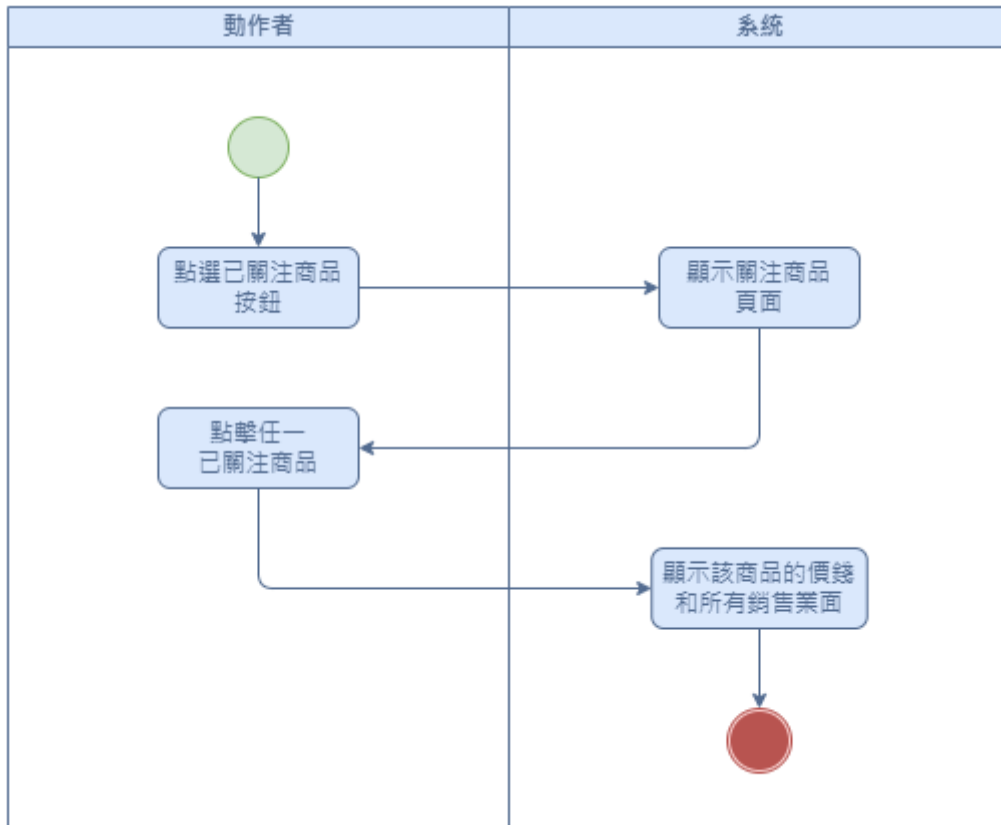 動作者
系統
點選已關注商品
按鈕
顯示關注商品
頁面
點擊任一
已關注商品
顯示該商品的價錢
和所有銷售業面